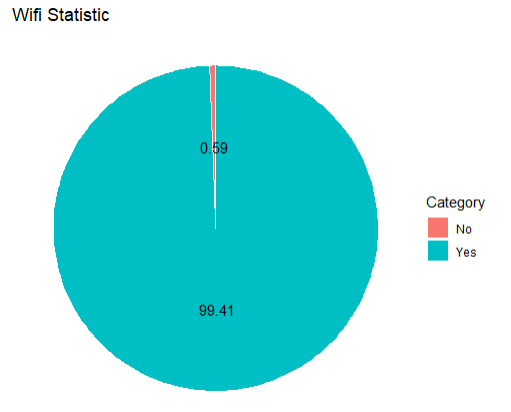 Wifi Statistic
0.59
99.41
Category
No
Yes